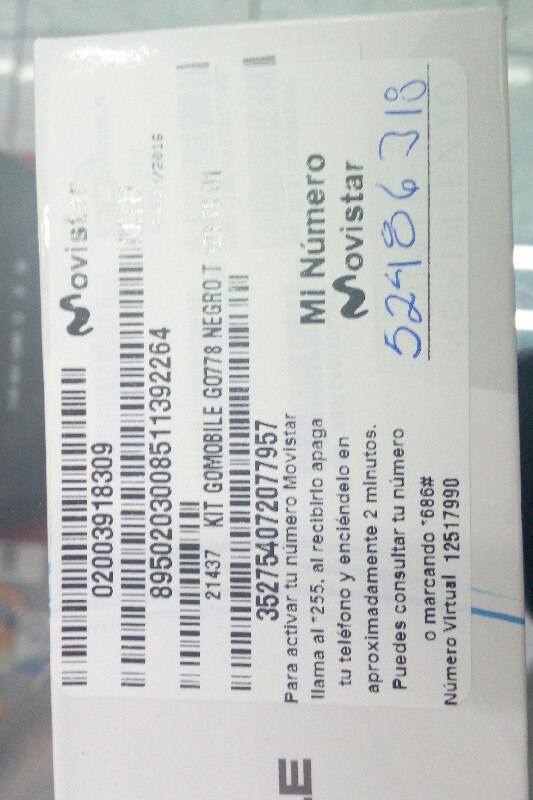 Movistar
02003918309
8950203008511392264
21437 KIT GOMOBILE GO778 NEGRO T
352754072077957
Para activar tu número Movistar
llama al *255, al recibirlo apaga
tu teléfono y enciéndelo en
aproximadamente 2 minutos.
Puedes consultar tu número
o marcando *686#
Número Virtual 12517990
Mi Número
Movistar
52486318
LE